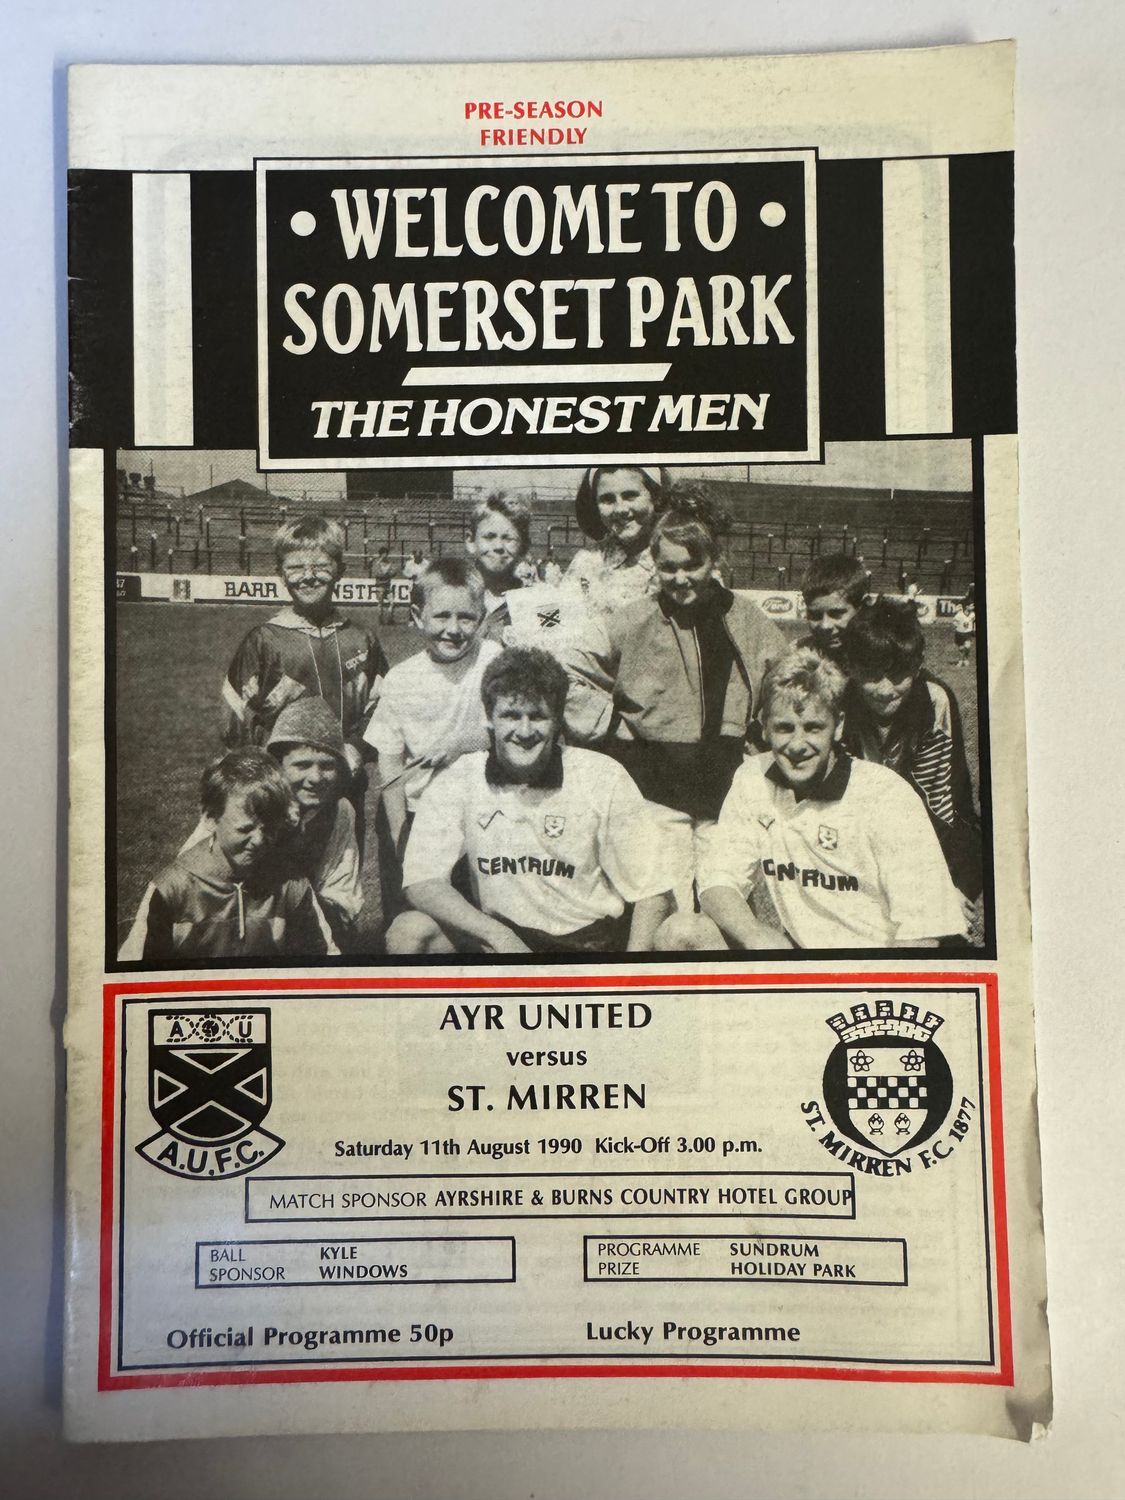 PRE-SEASON
FRIENDLY
• WELCOME TO •
SOMERSET PARK
THE HONEST MEN
BARR
CENTRUM
AYR UNITED
versus
ST. MIRREN
Saturday 11th August 1990 Kick-Off 3.00 p.m.
A U
A.U.F.C.
ST. MIRREN F.C. 1877
MATCH SPONSOR AYRSHIRE & BURNS COUNTRY HOTEL GROUP
BALL SPONSOR
KYLE WINDOWS
PROGRAMME PRIZE
SUNDRUM HOLIDAY PARK
Official Programme 50p
Lucky Programme